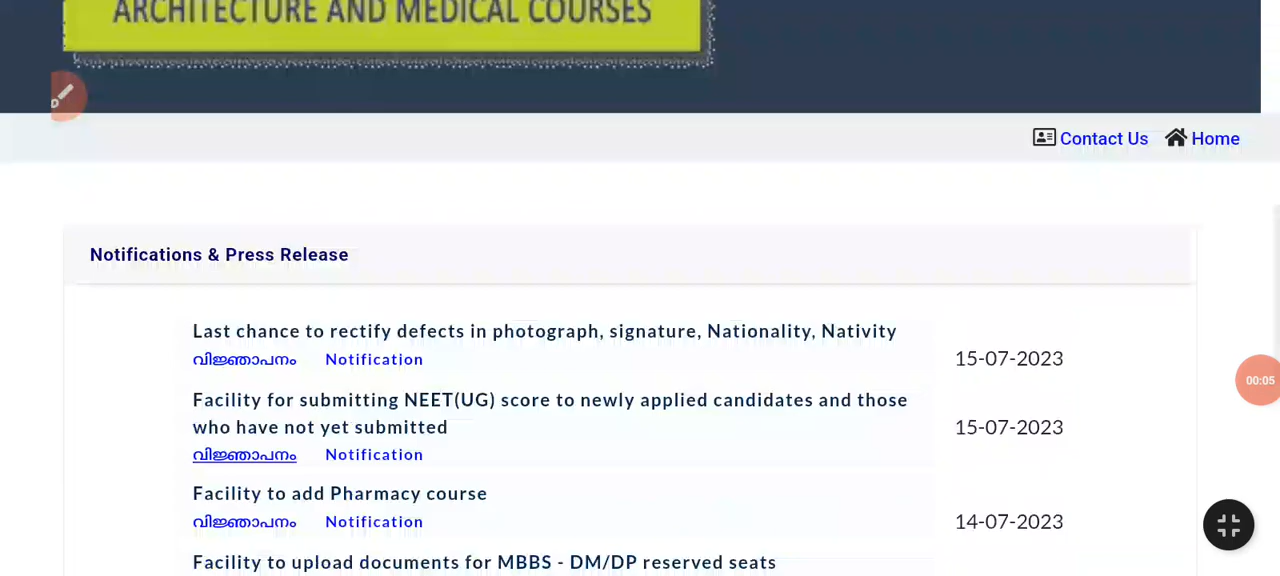 ARCHITECTURE AND MEDICAL COURSES
Contact Us Home
Notifications & Press Release
Last chance to rectify defects in photograph, signature, Nationality, Nativity
വിജ്ഞാപനം Notification
15-07-2023
Facility for submitting NEET(UG) score to newly applied candidates and those
who have not yet submitted
15-07-2023
വിജ്ഞാപനം Notification
Facility to add Pharmacy course
വിജ്ഞാപനം Notification
14-07-2023
Facility to upload documents for MBBS - DM/DP reserved seats
00:05